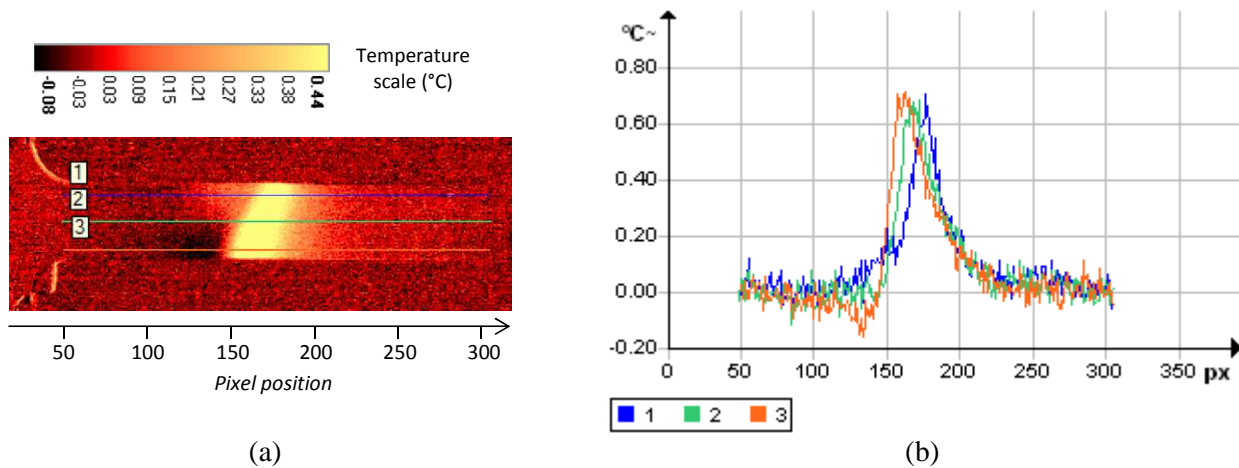 Temperature
scale (°C)
-0.08 -0.03 0.03 0.09 0.15 0.21 0.27 0.33 0.38 0.44
1
2
3
50 100 150 200 250 300
Pixel position
(a)
°C~
0.80
0.60
0.40
0.20
0.00
-0.20
0 50 100 150 200 250 300 350 px
1 2 3
(b)